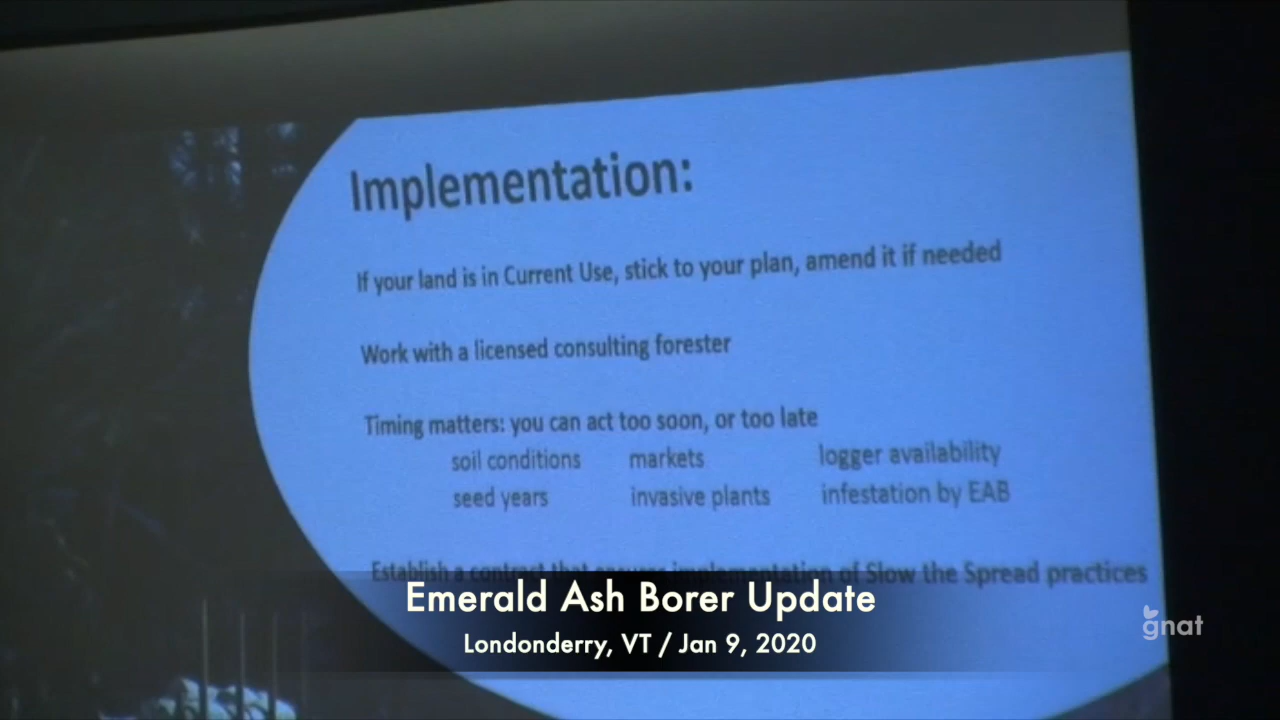 Implementation:
If your land is in Current Use, stick to your plan, amend it if needed
Work with a licensed consulting forester
Timing matters: you can act too soon, or too late
soil conditions markets logger availability
seed years invasive plants infestation by EAB
Establish a contract that ensures implementation of Slow the Spread practices
Emerald Ash Borer Update
Londonderry, VT / Jan 9, 2020
gnat